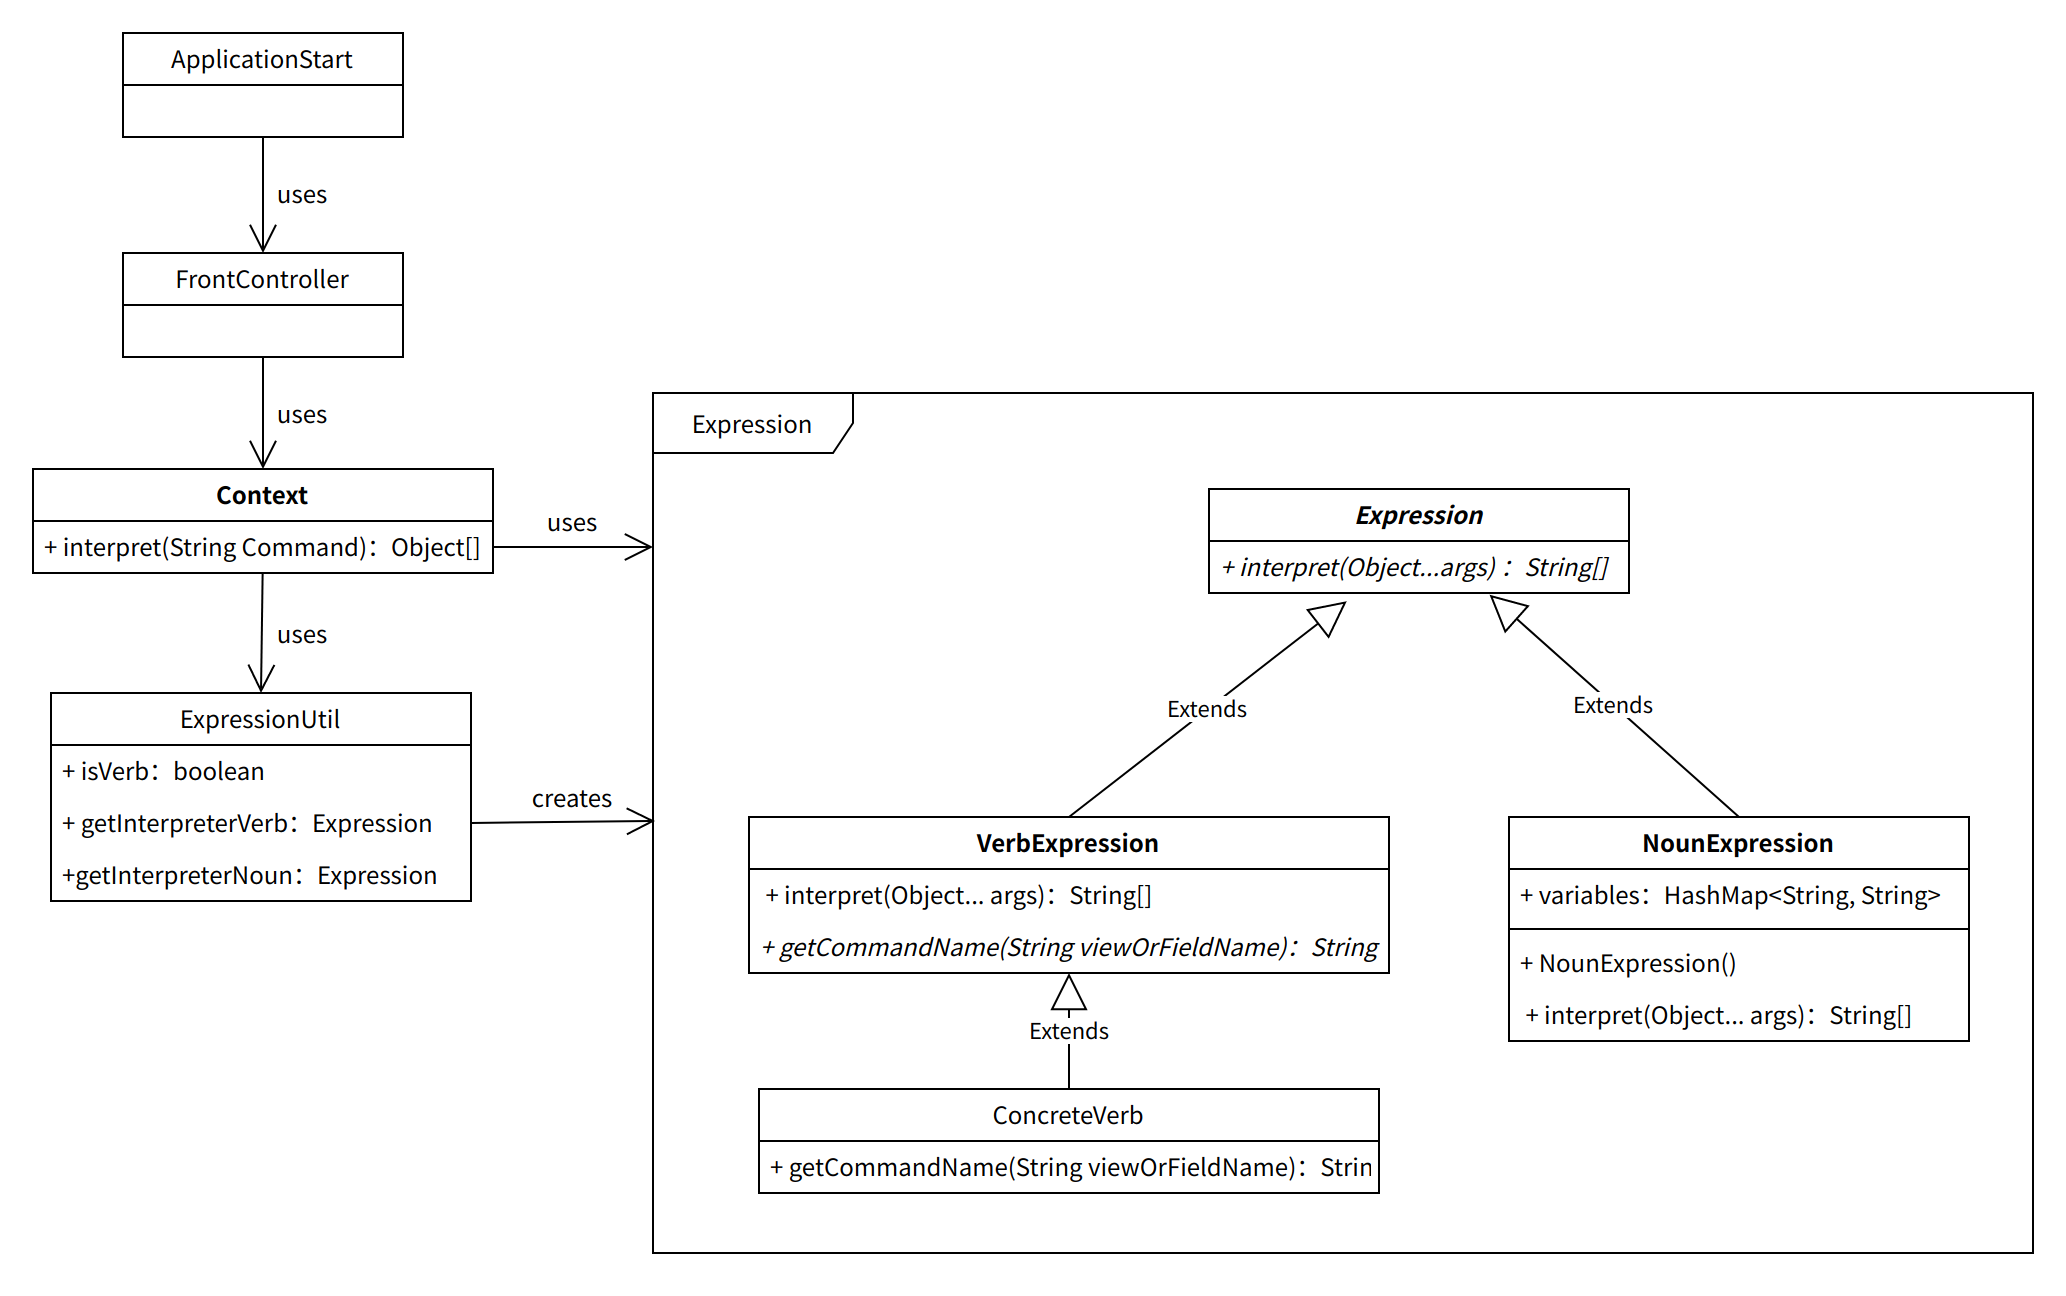 ApplicationStart
uses
FrontController
uses
Context
+ interpret(String Command)：Object[]
uses
uses
ExpressionUtil
+ isVerb：boolean
+ getInterpreterVerb：Expression
+getInterpreterNoun：Expression
creates
Expression
Expression
+ interpret(Object...args)：String[]
Extends
Extends
VerbExpression
+ interpret(Object... args)：String[]
+ getCommandName(String viewOrFieldName)：String
NounExpression
+ variables：HashMap<String, String>
+ NounExpression()
+ interpret(Object... args)：String[]
Extends
ConcreteVerb
+ getCommandName(String viewOrFieldName)：Strin